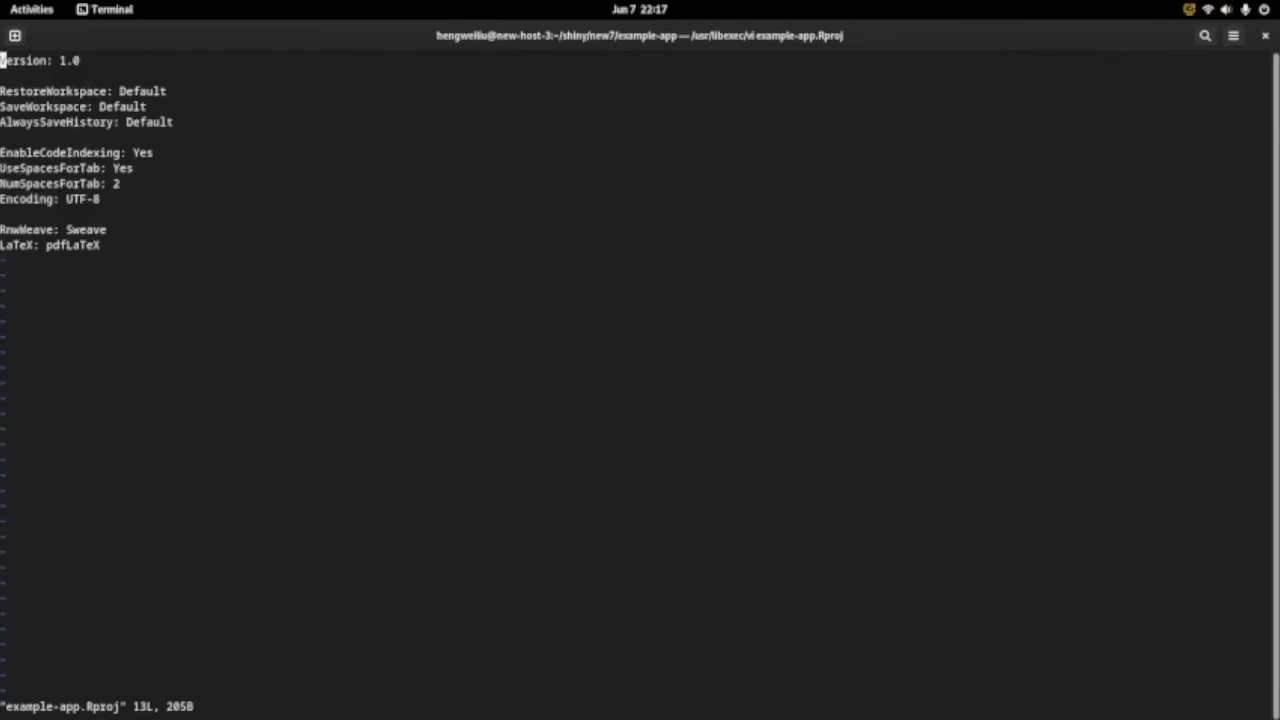 Activities Terminal Jun 7 22:17
hengweiliu@new-host-3:~/shiny/new7/example-app — /usr/libexec/vi example-app.Rproj
Version: 1.0
RestoreWorkspace: Default
SaveWorkspace: Default
AlwaysSaveHistory: Default
EnableCodeIndexing: Yes
UseSpacesForTab: Yes
NumSpacesForTab: 2
Encoding: UTF-8
RnwWeave: Sweave
LaTeX: pdfLaTeX
"example-app.Rproj" 13L, 205B